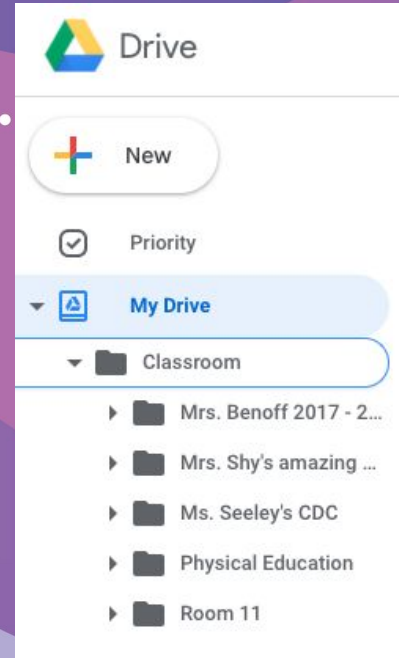 Drive
New
Priority
My Drive
Classroom
Mrs. Benoff 2017 - 2...
Mrs. Shy's amazing ...
Ms. Seeley's CDC
Physical Education
Room 11